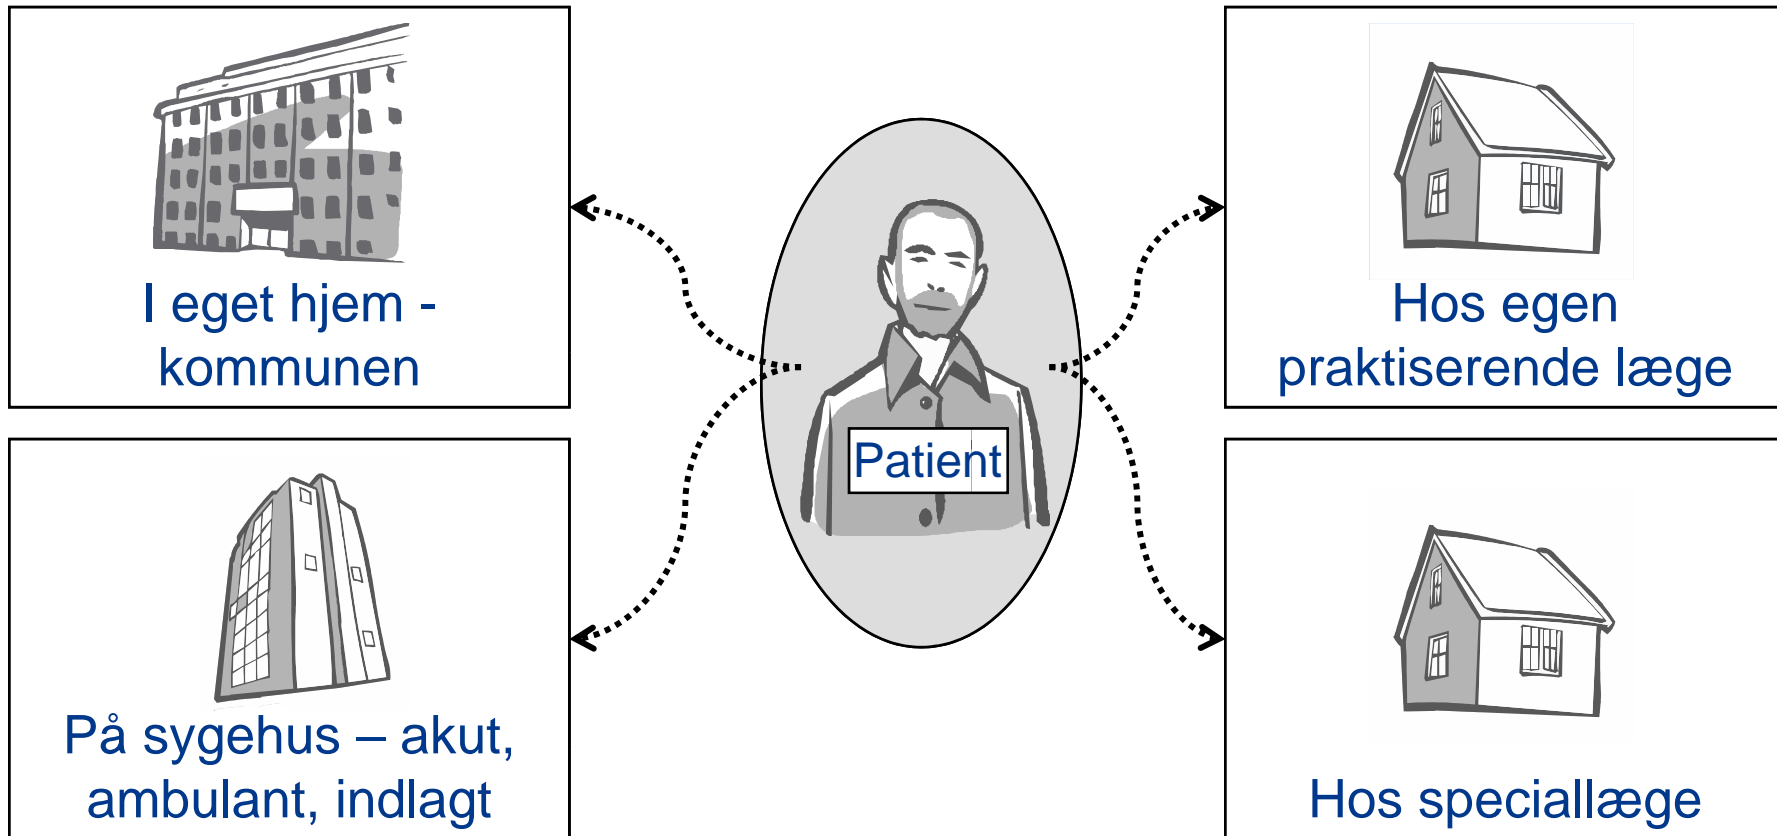 I eget hjem -
kommunen
Hos egen
praktiserende læge
Patient
På sygehus – akut,
ambulant, indlagt
Hos speciallæge